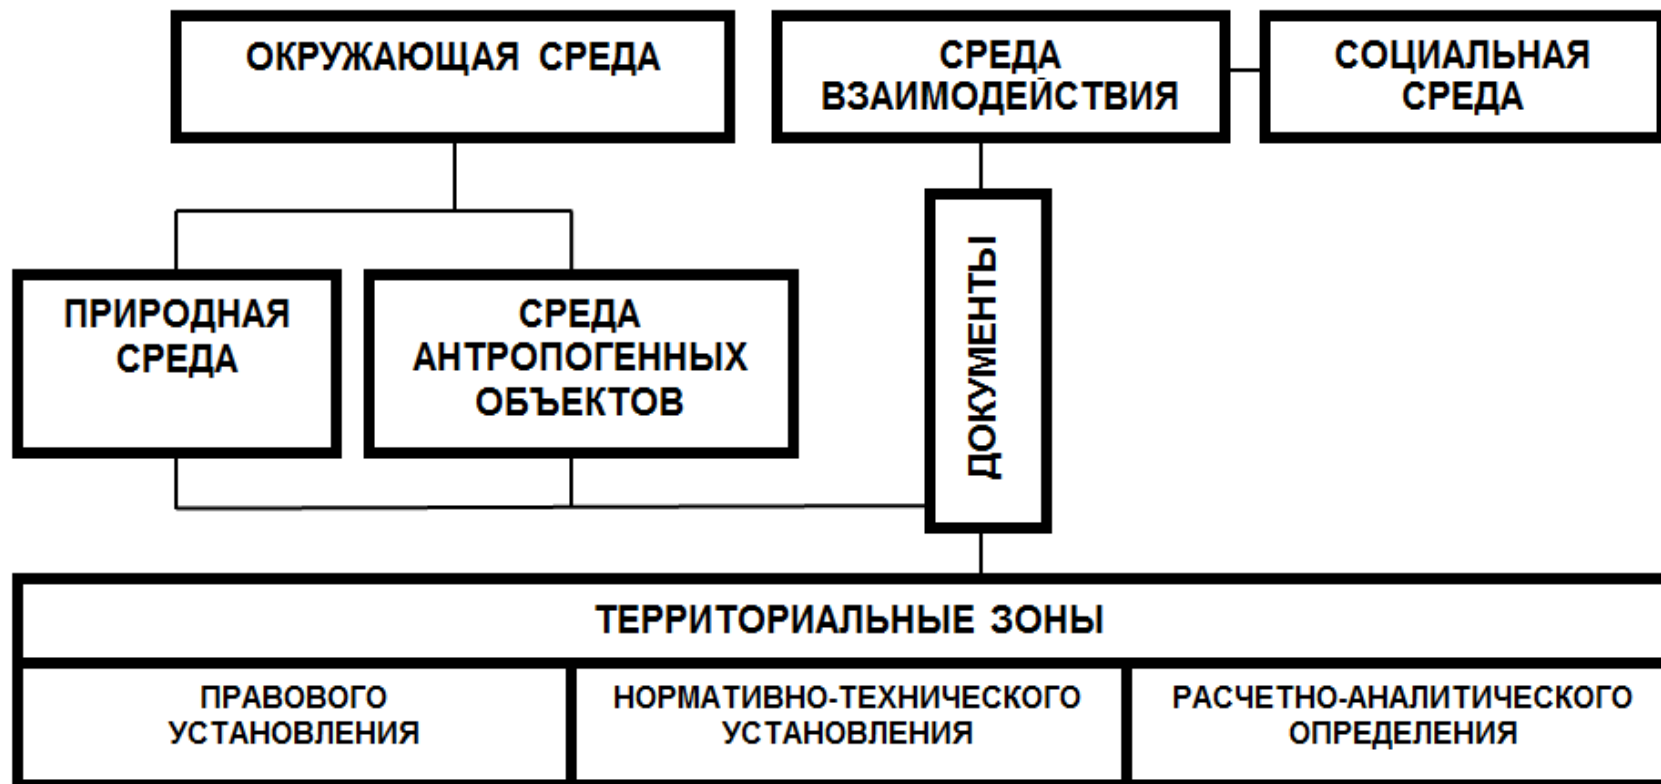 ОКРУЖАЮЩАЯ СРЕДА
СРЕДА
ВЗАИМОДЕЙСТВИЯ
СОЦИАЛЬНАЯ
СРЕДА
ПРИРОДНАЯ
СРЕДА
СРЕДА
АНТРОПОГЕННЫХ
ОБЪЕКТОВ
ДОКУМЕНТЫ
ТЕРРИТОРИАЛЬНЫЕ ЗОНЫ
ПРАВОВОГО
УСТАНОВЛЕНИЯ
НОРМАТИВНО-ТЕХНИЧЕСКОГО
УСТАНОВЛЕНИЯ
РАСЧЕТНО-АНАЛИТИЧЕСКОГО
ОПРЕДЕЛЕНИЯ